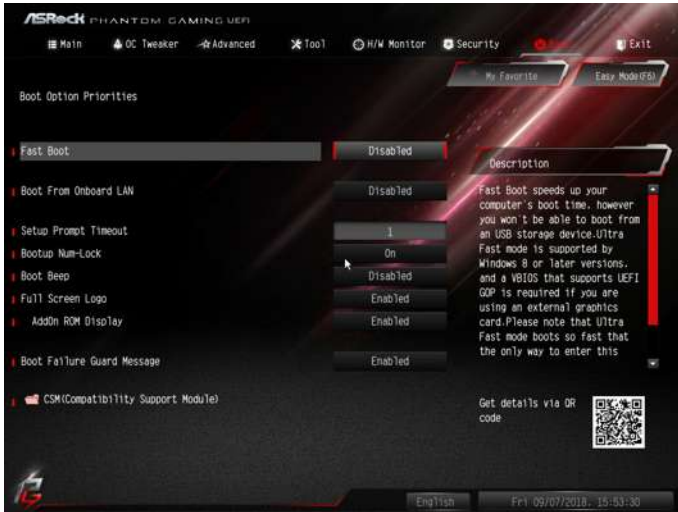 ASRock PHANTOM GAMING UEFI
Main OC Tweaker Advanced Tool H/W Monitor Security Boot Exit
My Favorite Easy Mode(F6)
Boot Option Priorities
Fast Boot Disabled
Boot From Onboard LAN Disabled
Setup Prompt Timeout 1
Bootup Num-Lock On
Boot Beep Disabled
Full Screen Logo Enabled
AddOn ROM Display Enabled
Boot Failure Guard Message Enabled
CSM(Compatibility Support Module)
Description
Fast Boot speeds up your
computer's boot time. however
you won't be able to boot from
an USB storage device.Ultra
Fast mode is supported by
Windows 8 or later versions.
and a VBIOS that supports UEFI
GOP is required if you are
using an external graphics
card.Please note that Ultra
Fast mode boots so fast that
the only way to enter this
Get details via QR
code
English Fri 09/07/2018. 15:53:30